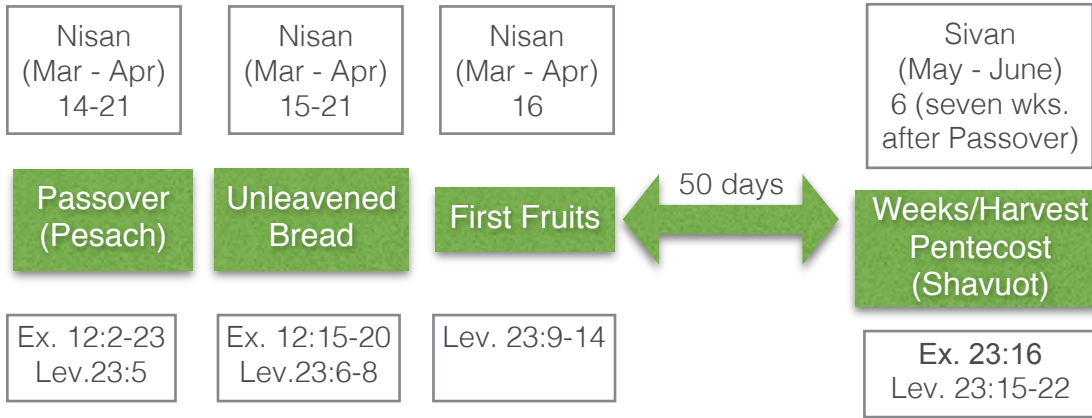 Nisan
(Mar - Apr)
14-21
Nisan
(Mar - Apr)
15-21
Nisan
(Mar - Apr)
16
Sivan
(May - June)
6 (seven wks.
after Passover)
Passover
(Pesach)
Unleavened
Bread
First Fruits
50 days
Weeks/Harvest
Pentecost
(Shavuot)
Ex. 12:2-23
Lev.23:5
Ex. 12:15-20
Lev.23:6-8
Lev. 23:9-14
Ex. 23:16
Lev. 23:15-22